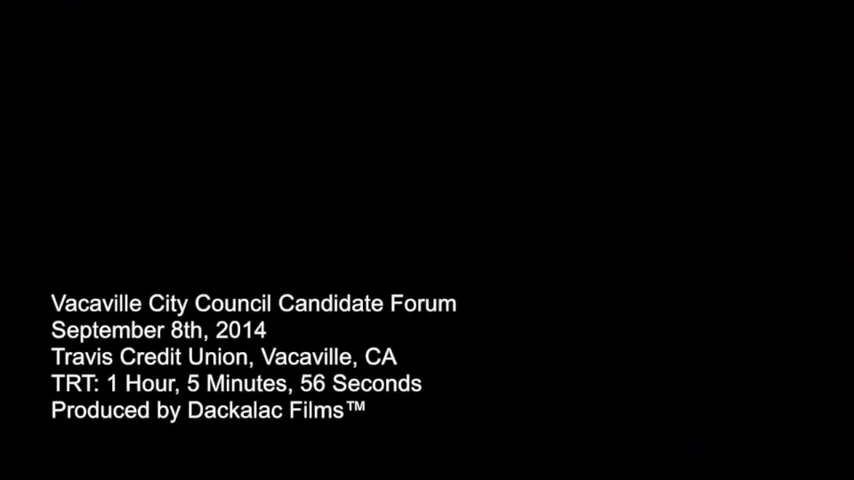 Vacaville City Council Candidate Forum
September 8th, 2014
Travis Credit Union, Vacaville, CA
TRT: 1 Hour, 5 Minutes, 56 Seconds
Produced by Dackalac Films™